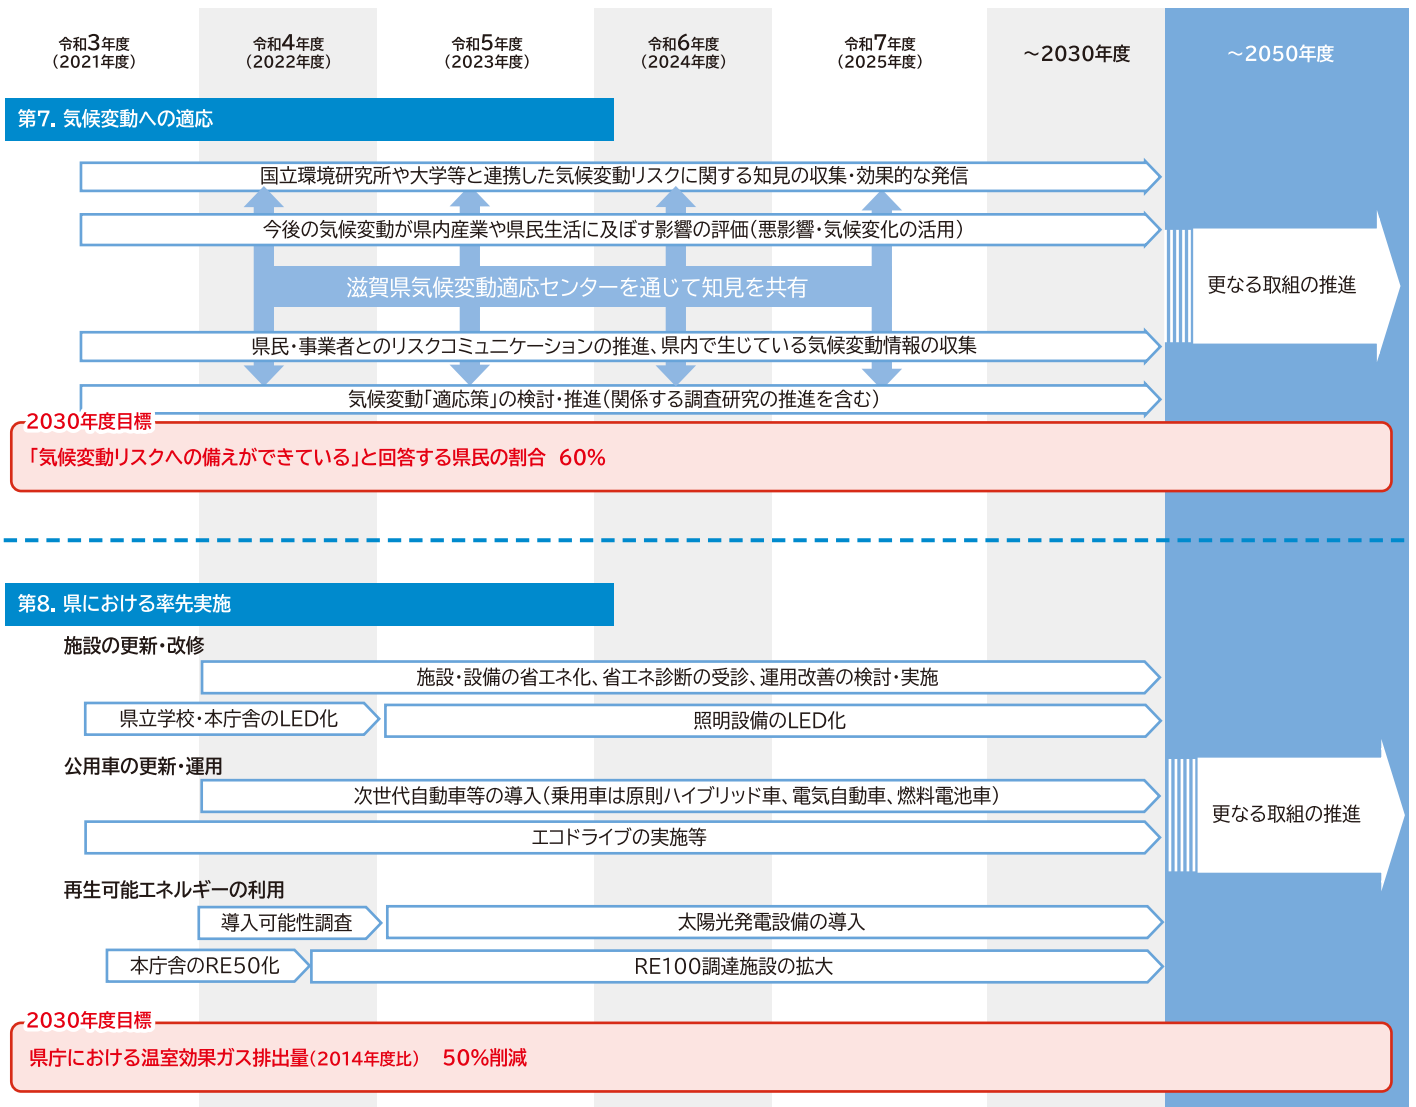 令和3年度
(2021年度)
令和4年度
(2022年度)
令和5年度
(2023年度)
令和6年度
(2024年度)
令和7年度
(2025年度)
～2030年度
～2050年度
第7. 気候変動への適応
国立環境研究所や大学等と連携した気候変動リスクに関する知見の収集・効果的な発信
今後の気候変動が県内産業や県民生活に及ぼす影響の評価(悪影響・気候変化の活用)
滋賀県気候変動適応センターを通じて知見を共有
更なる取組の推進
県民・事業者とのリスクコミュニケーションの推進、県内で生じている気候変動情報の収集
気候変動「適応策」の検討・推進(関係する調査研究の推進を含む)
2030年度目標
「気候変動リスクへの備えができている」と回答する県民の割合 60%
第8. 県における率先実施
施設の更新・改修
施設・設備の省エネ化、省エネ診断の受診、運用改善の検討・実施
県立学校・本庁舎のLED化
照明設備のLED化
公用車の更新・運用
次世代自動車等の導入(乗用車は原則ハイブリッド車、電気自動車、燃料電池車)
更なる取組の推進
エコドライブの実施等
再生可能エネルギーの利用
導入可能性調査
太陽光発電設備の導入
本庁舎のRE50化
RE100調達施設の拡大
2030年度目標
県庁における温室効果ガス排出量(2014年度比) 50%削減